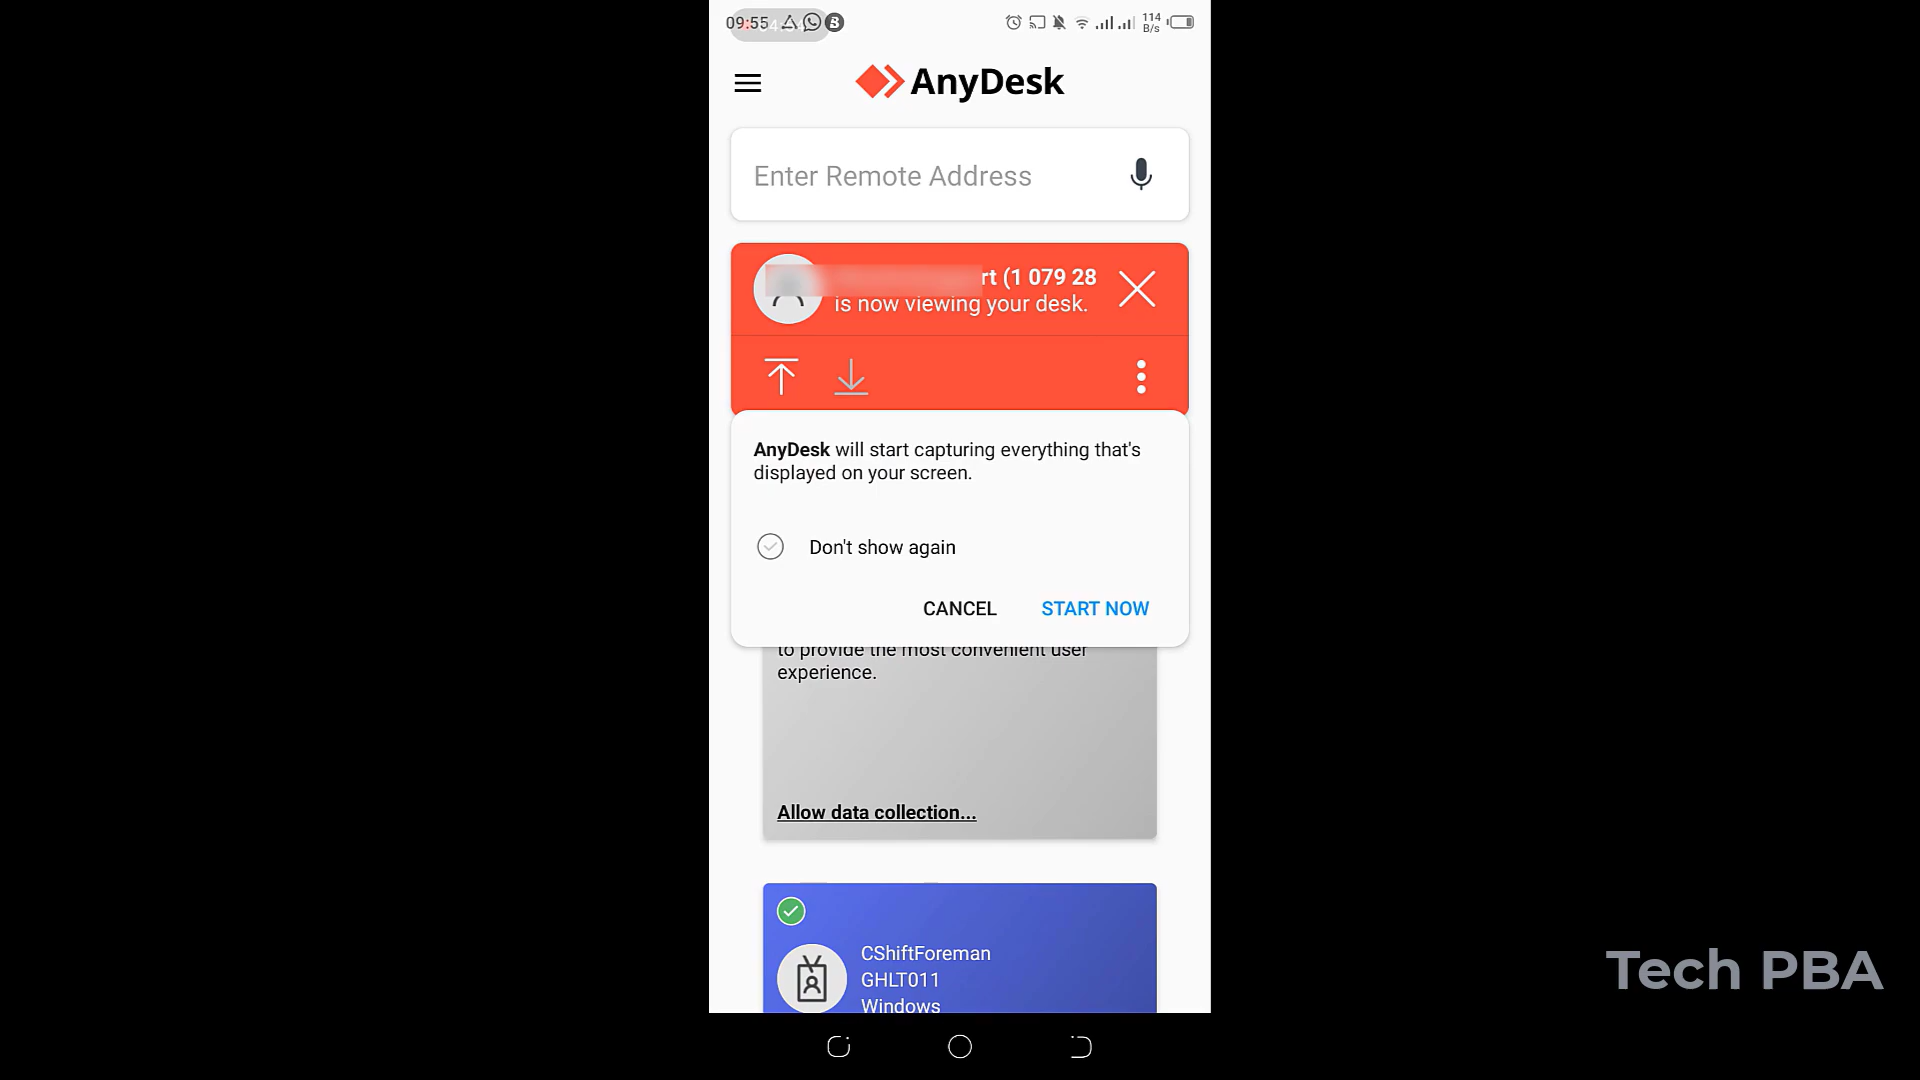 09:55
114
B/s
AnyDesk
Enter Remote Address
rt (1 079 28
is now viewing your desk.
AnyDesk will start capturing everything that's
displayed on your screen.
Don't show again
CANCEL START NOW
to provide the most convenient user
experience.
Allow data collection...
CShiftForeman
GHLT011
Windows
Tech PBA